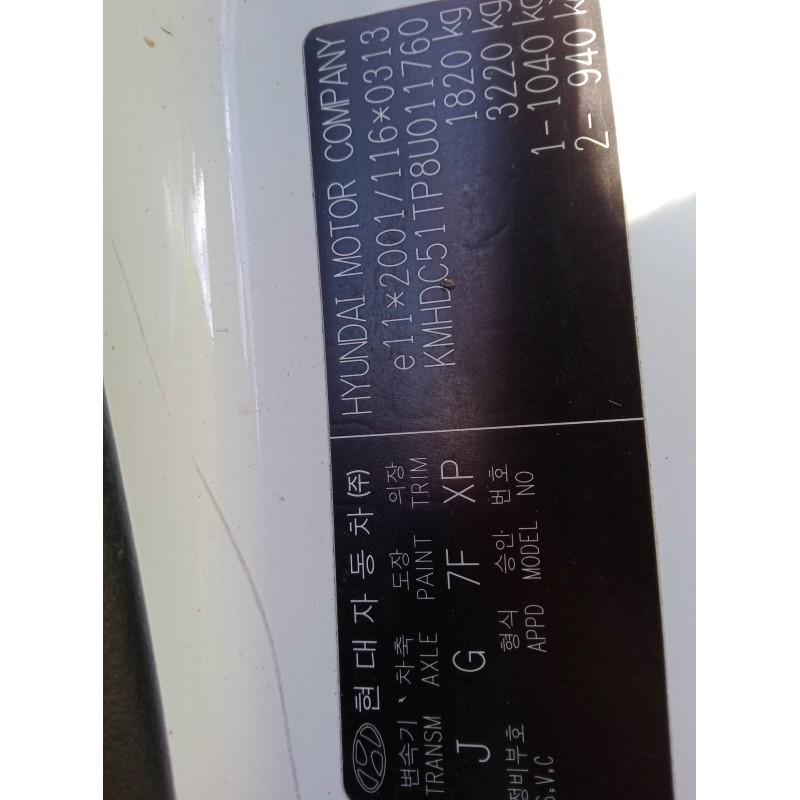 현대자동차(주)
변속기 차축 도장 의장
TRANSM AXLE PAINT TRIM
J G 7F XP
정비부호 형식 승인 번호
S.V.C APPD MODEL NO
HYUNDAI MOTOR COMPANY
e11*2001/116*0313
KMHDC51TP8U011760
1820 kg
3220 kg
1- 1040 kg
2- 940 k